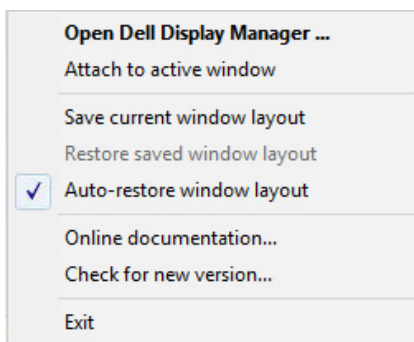 Open Dell Display Manager ...
Attach to active window
Save current window layout
Restore saved window layout
Auto-restore window layout
Online documentation...
Check for new version...
Exit